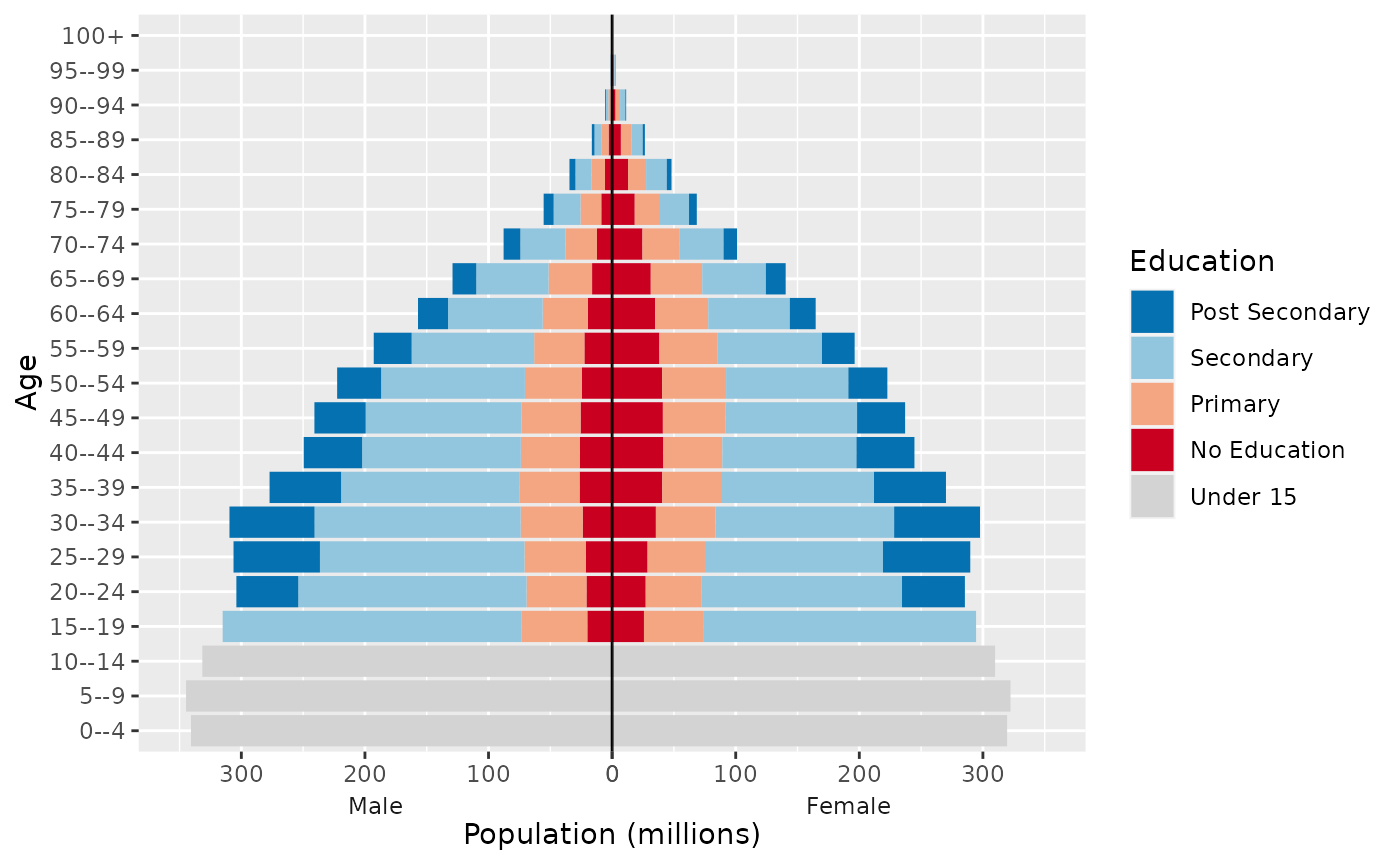 100+
95--99
90--94
85--89
80--84
75--79
70--74
65--69
60--64
55--59
50--54
45--49
40--44
35--39
30--34
25--29
20--24
15--19
10--14
5--9
0--4
Age
300 200 100 0 100 200 300
Male Female
Population (millions)
Education
Post Secondary
Secondary
Primary
No Education
Under 15